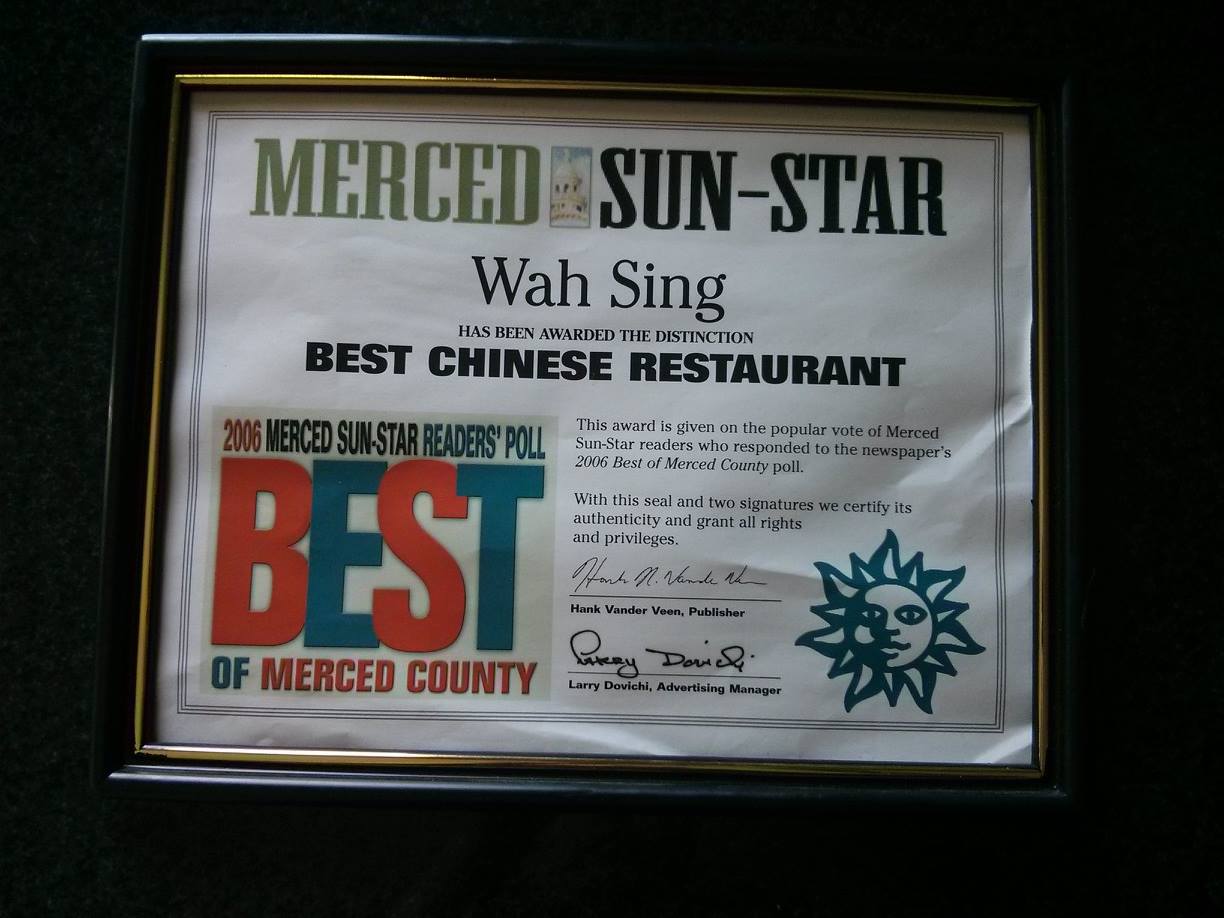 MERCED SUN-STAR
Wah Sing
HAS BEEN AWARDED THE DISTINCTION
BEST CHINESE RESTAURANT
2006 MERCED SUN-STAR READERS' POLL
BEST
OF MERCED COUNTY
This award is given on the popular vote of Merced
Sun-Star readers who responded to the newspaper's
2006 Best of Merced County poll.
With this seal and two signatures we certify its
authenticity and grant all rights
and privileges.
Hank Vander Veen, Publisher
Larry Dovichi
Larry Dovichi, Advertising Manager